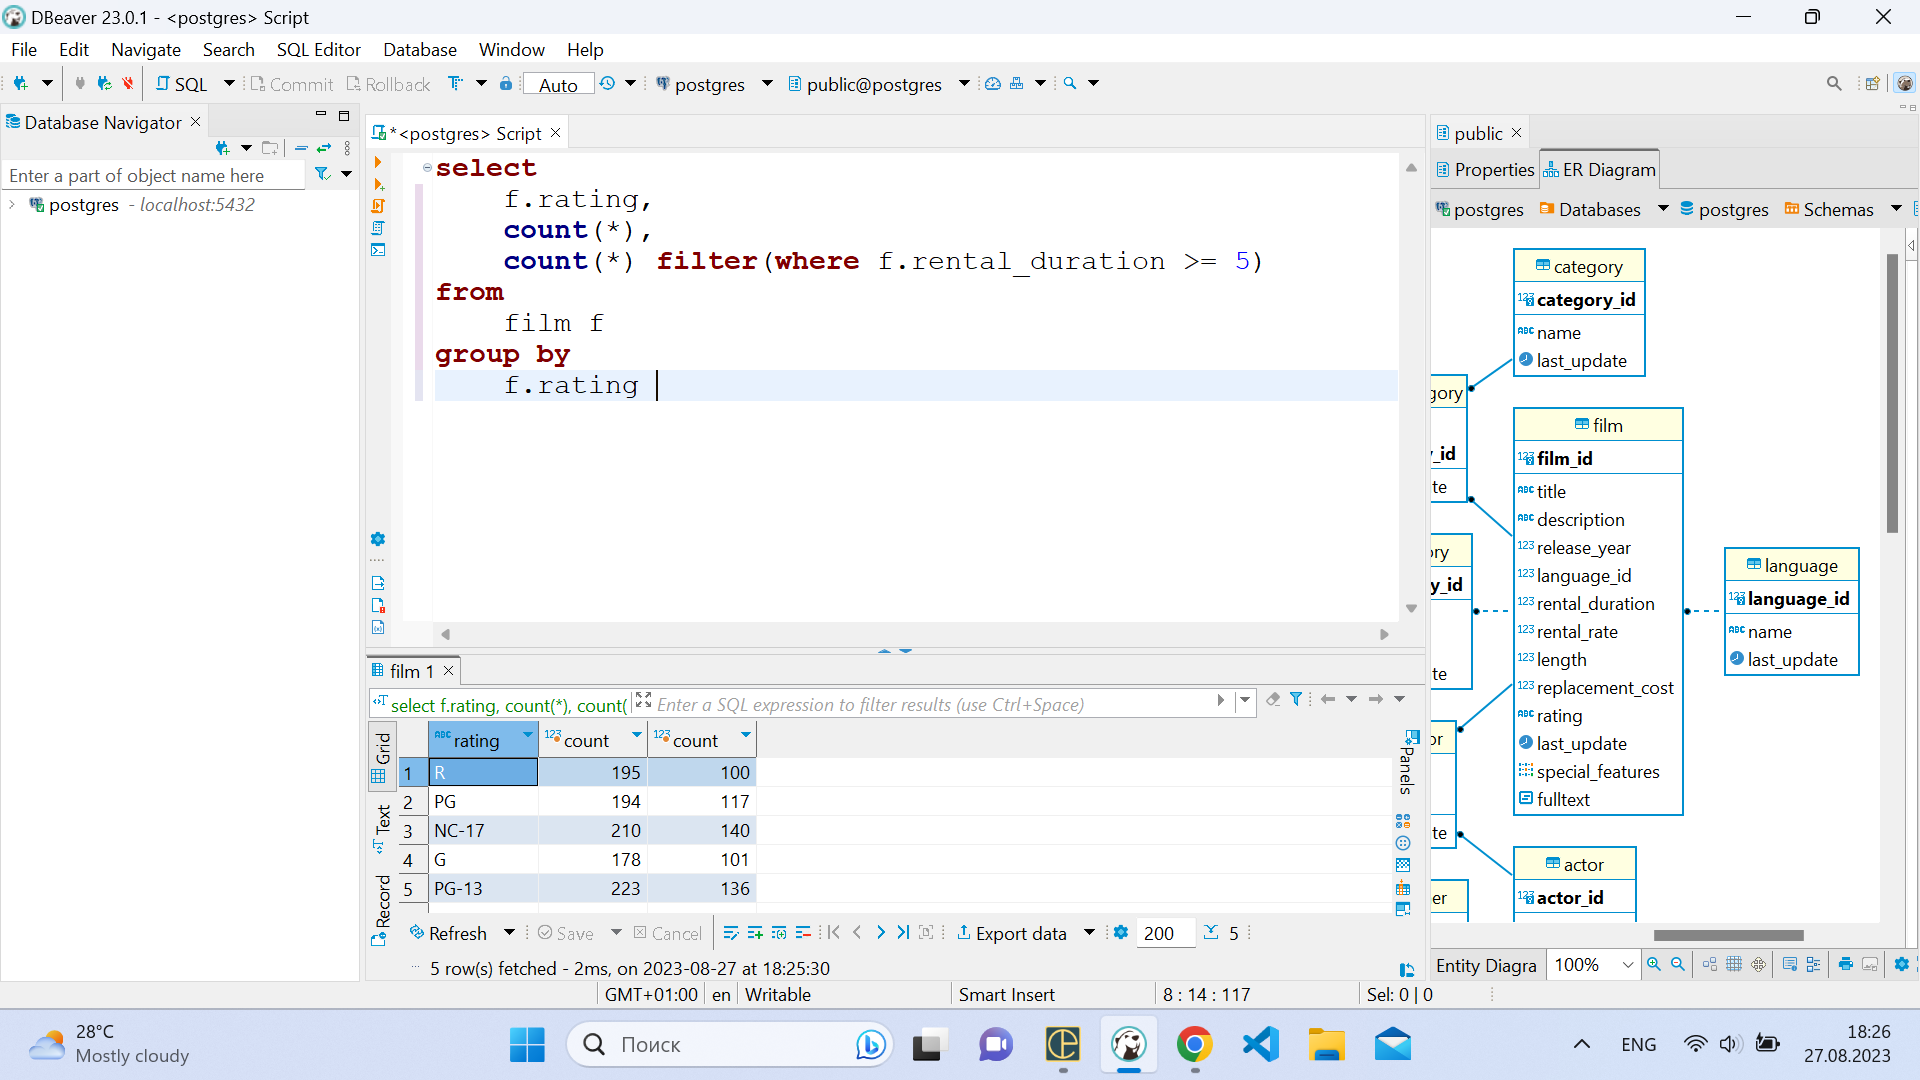 DBeaver 23.0.1 - <postgres> Script
File Edit Navigate Search SQL Editor Database Window Help
SQL Commit Rollback Auto postgres public@postgres
Database Navigator
Enter a part of object name here
postgres - localhost:5432
*<postgres> Script
select
f.rating,
count(*),
count(*) filter(where f.rental_duration >= 5)
from
film f
group by
f.rating
film 1
select f.rating, count(*), count( Enter a SQL expression to filter results (use Ctrl+Space)
Grid
Text
Record
rating count count
1 R 195 100
2 PG 194 117
3 NC-17 210 140
4 G 178 101
5 PG-13 223 136
Panels
Refresh Save Cancel Export data 200 5
5 row(s) fetched - 2ms, on 2023-08-27 at 18:25:30
public
Properties ER Diagram
postgres Databases postgres Schemas
category
category_id
name
last_update
gory
_id
te
ory
y_id
te
or
te
er
film
film_id
title
description
release_year
language_id
rental_duration
rental_rate
length
replacement_cost
rating
last_update
special_features
fulltext
language
language_id
name
last_update
actor
actor_id
Entity Diagra 100%
GMT+01:00 en Writable Smart Insert 8 : 14 : 117 Sel: 0 | 0
28°C
Mostly cloudy
Поиск
ENG
18:26
27.08.2023